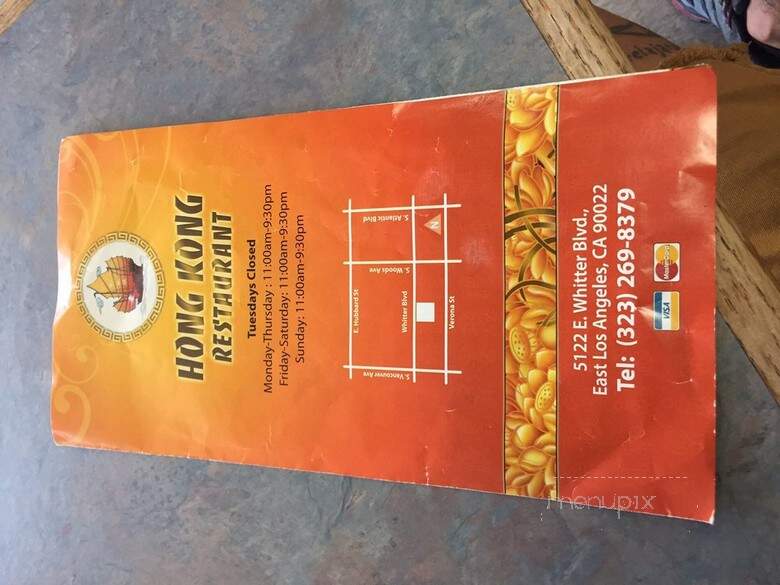 HONG KONG
RESTAURANT
Tuesdays Closed
Monday-Thursday : 11:00am-9:30pm
Friday-Saturday: 11:00am-9:30pm
Sunday: 11:00am-9:30pm
S. Atlantic Blvd
N
S. Woods Ave
E. Hubbard St
Whitter Blvd
Verona St
S. Vancouver Ave
5122 E. Whitter Blvd.,
East Los Angeles, CA 90022
Tel: (323) 269-8379
VISA
MasterCard
menupix